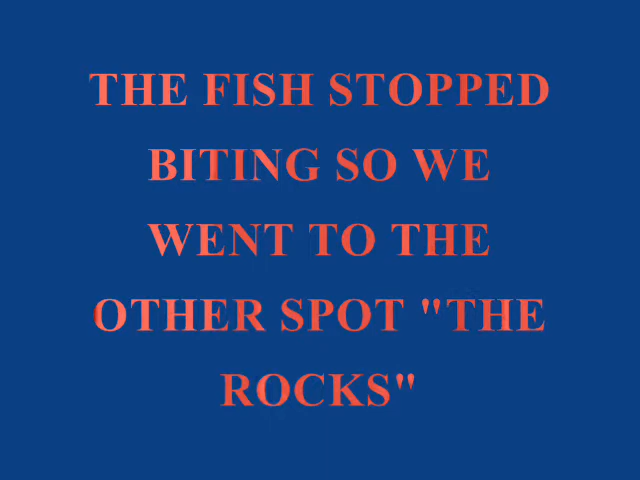 THE FISH STOPPED
BITING SO WE
WENT TO THE
OTHER SPOT "THE
ROCKS"